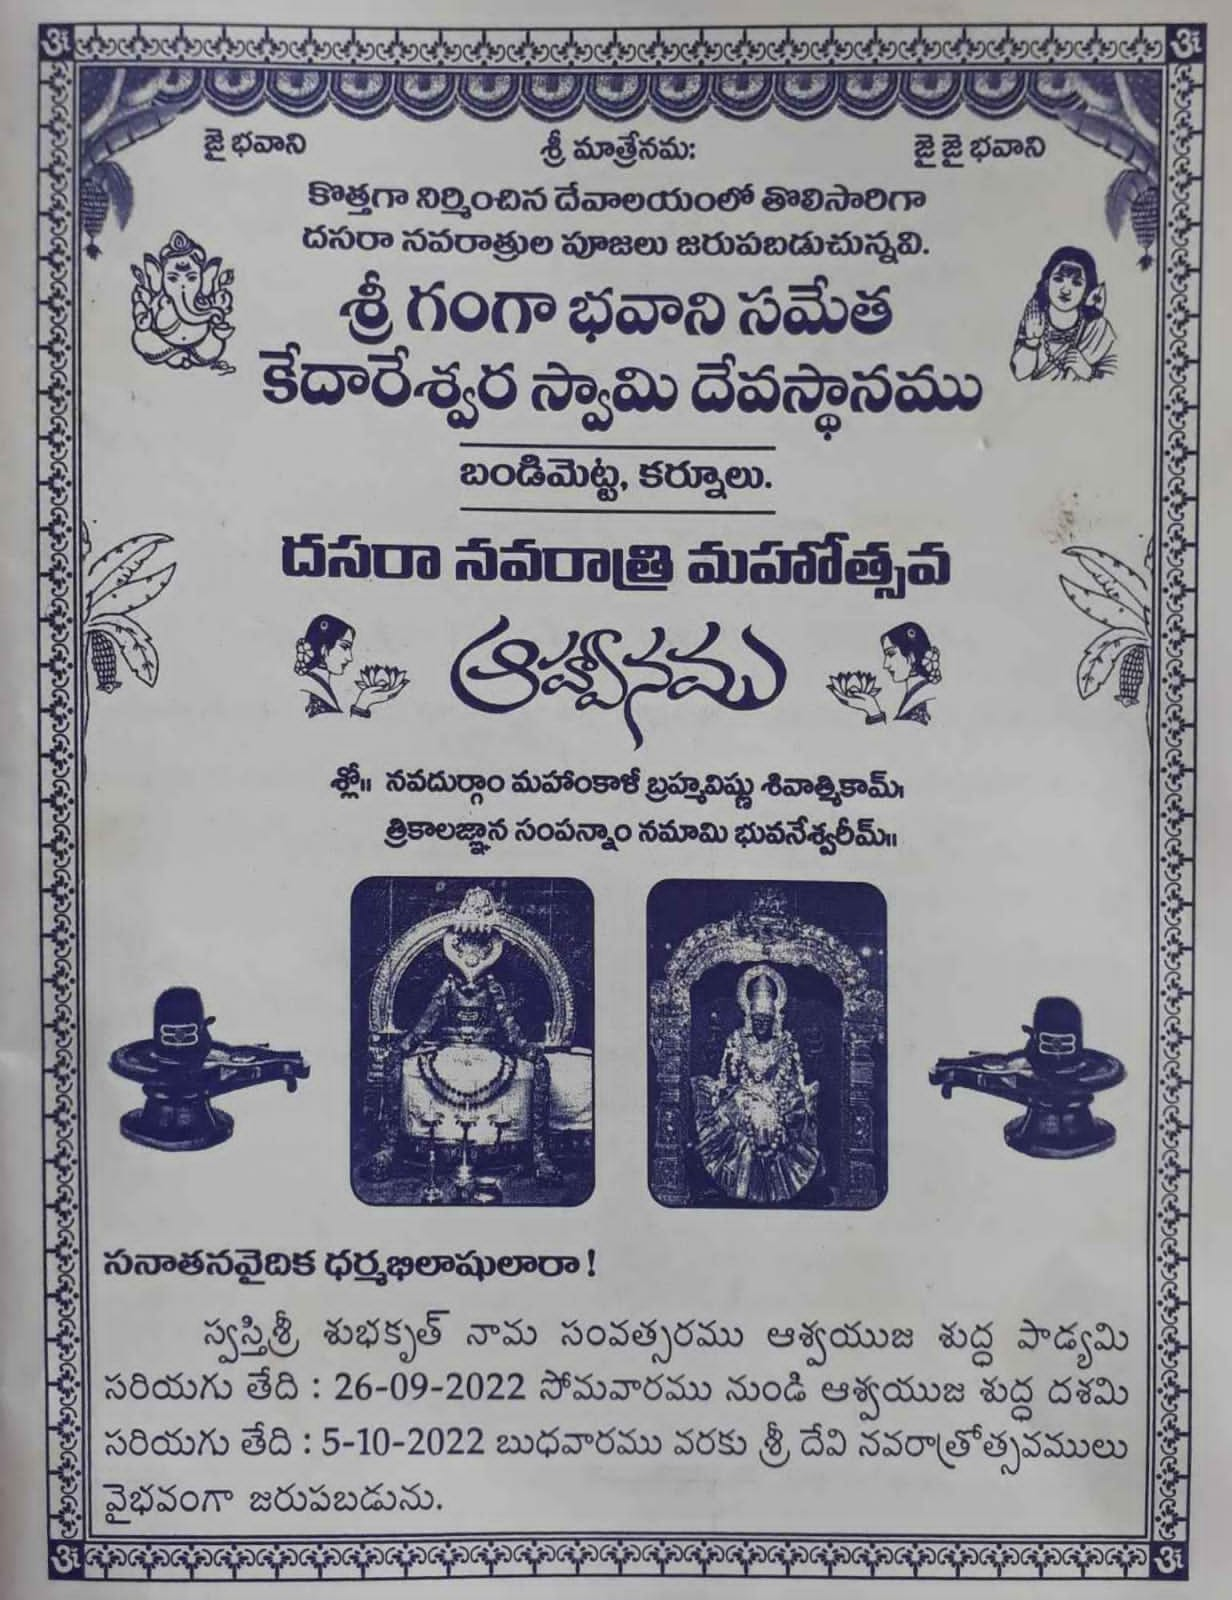 జై భవాని శ్రీ మాత్రేనమః జై జై భవాని
కొత్తగా నిర్మించిన దేవాలయంలో తొలిసారిగా
దసరా నవరాత్రుల పూజలు జరుపబడుచున్నవి.
శ్రీ గంగా భవాని సమేత
కేదారేశ్వర స్వామి దేవస్థానము
బండిమెట్ట, కర్నూలు.
దసరా నవరాత్రి మహోత్సవ
ఆహ్వానము
శ్లో॥ నవదుర్గాం మహాంకాళీ బ్రహ్మవిష్ణు శివాత్మికామ్।
త్రికాలజ్ఞాన సంపన్నాం నమామి భువనేశ్వరీమ్॥
సనాతనవైదిక ధర్మభిలాషులారా !
స్వస్తిశ్రీ శుభకృత్ నామ సంవత్సరము ఆశ్వయుజ శుద్ధ పాడ్యమి
సరియగు తేది : 26-09-2022 సోమవారము నుండి ఆశ్వయుజ శుద్ధ దశమి
సరియగు తేది : 5-10-2022 బుధవారము వరకు శ్రీ దేవి నవరాత్రోత్సవములు
వైభవంగా జరుపబడును.